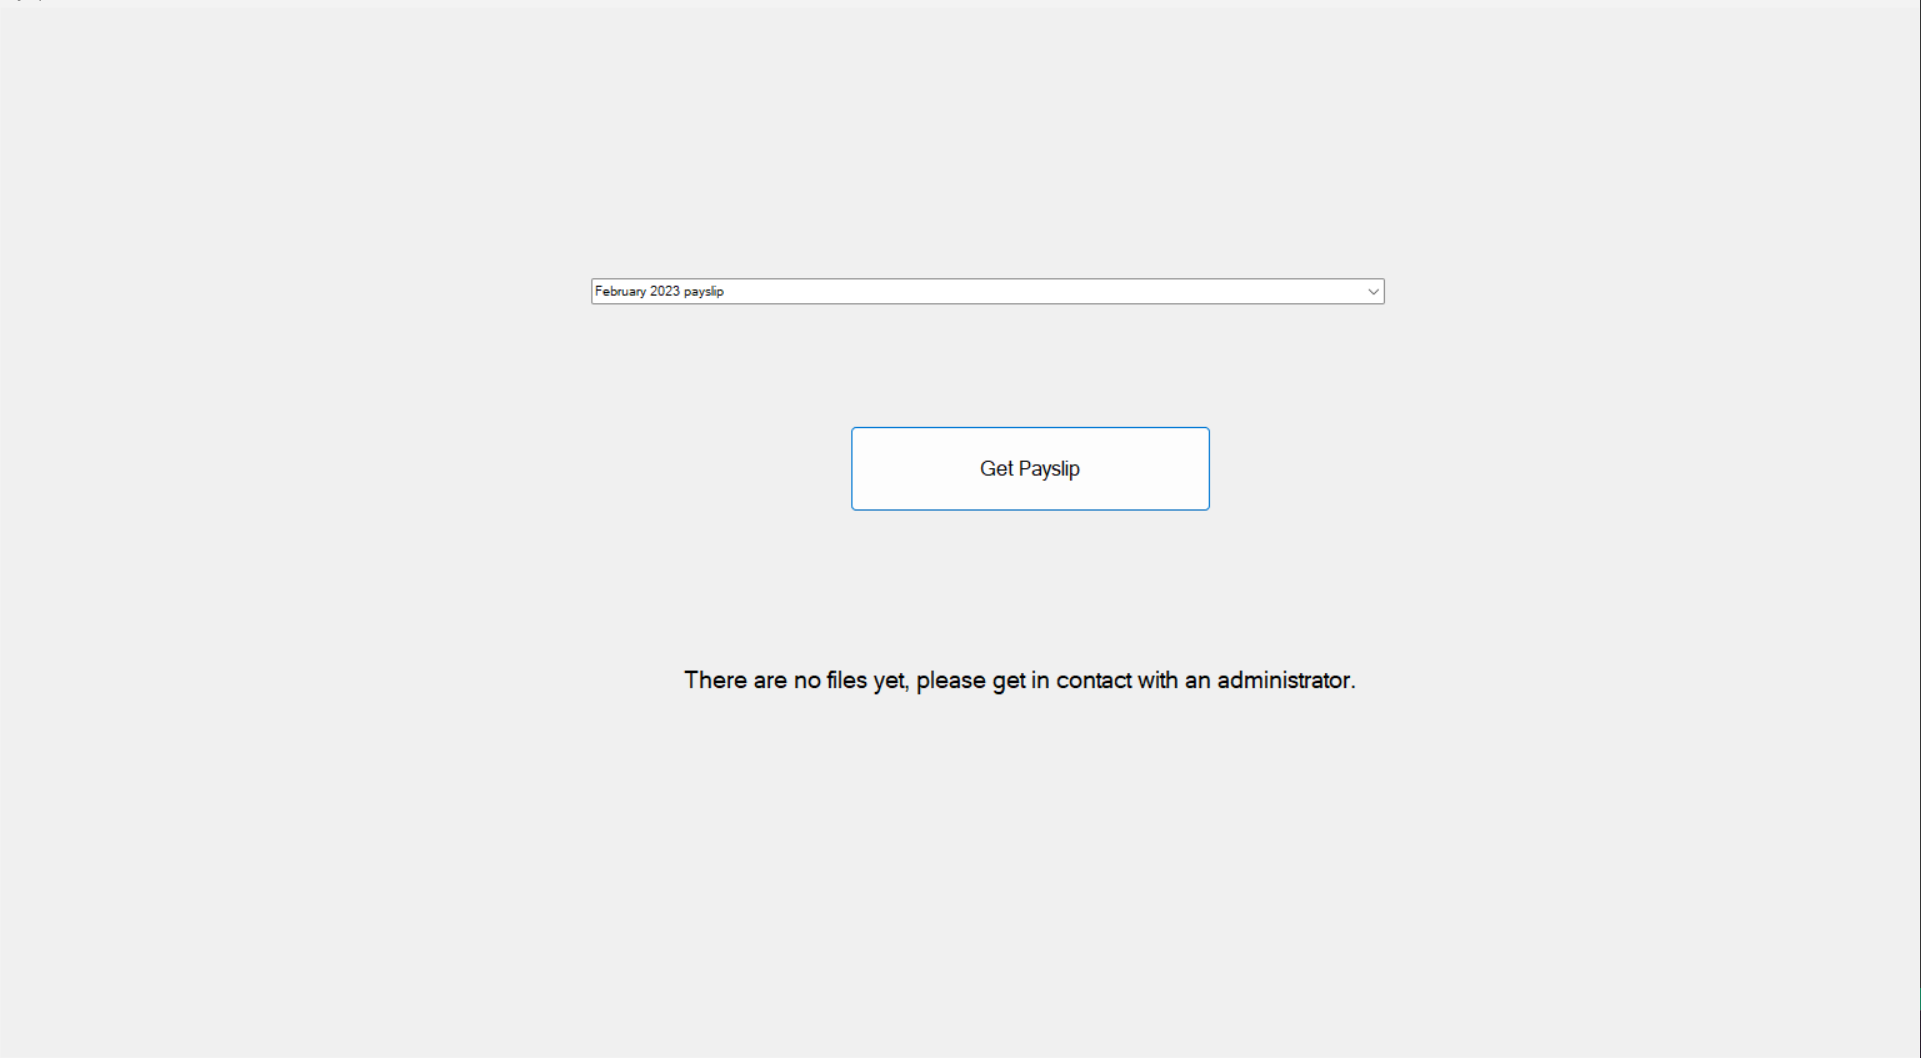 February 2023 payslip
Get Payslip
There are no files yet, please get in contact with an administrator.